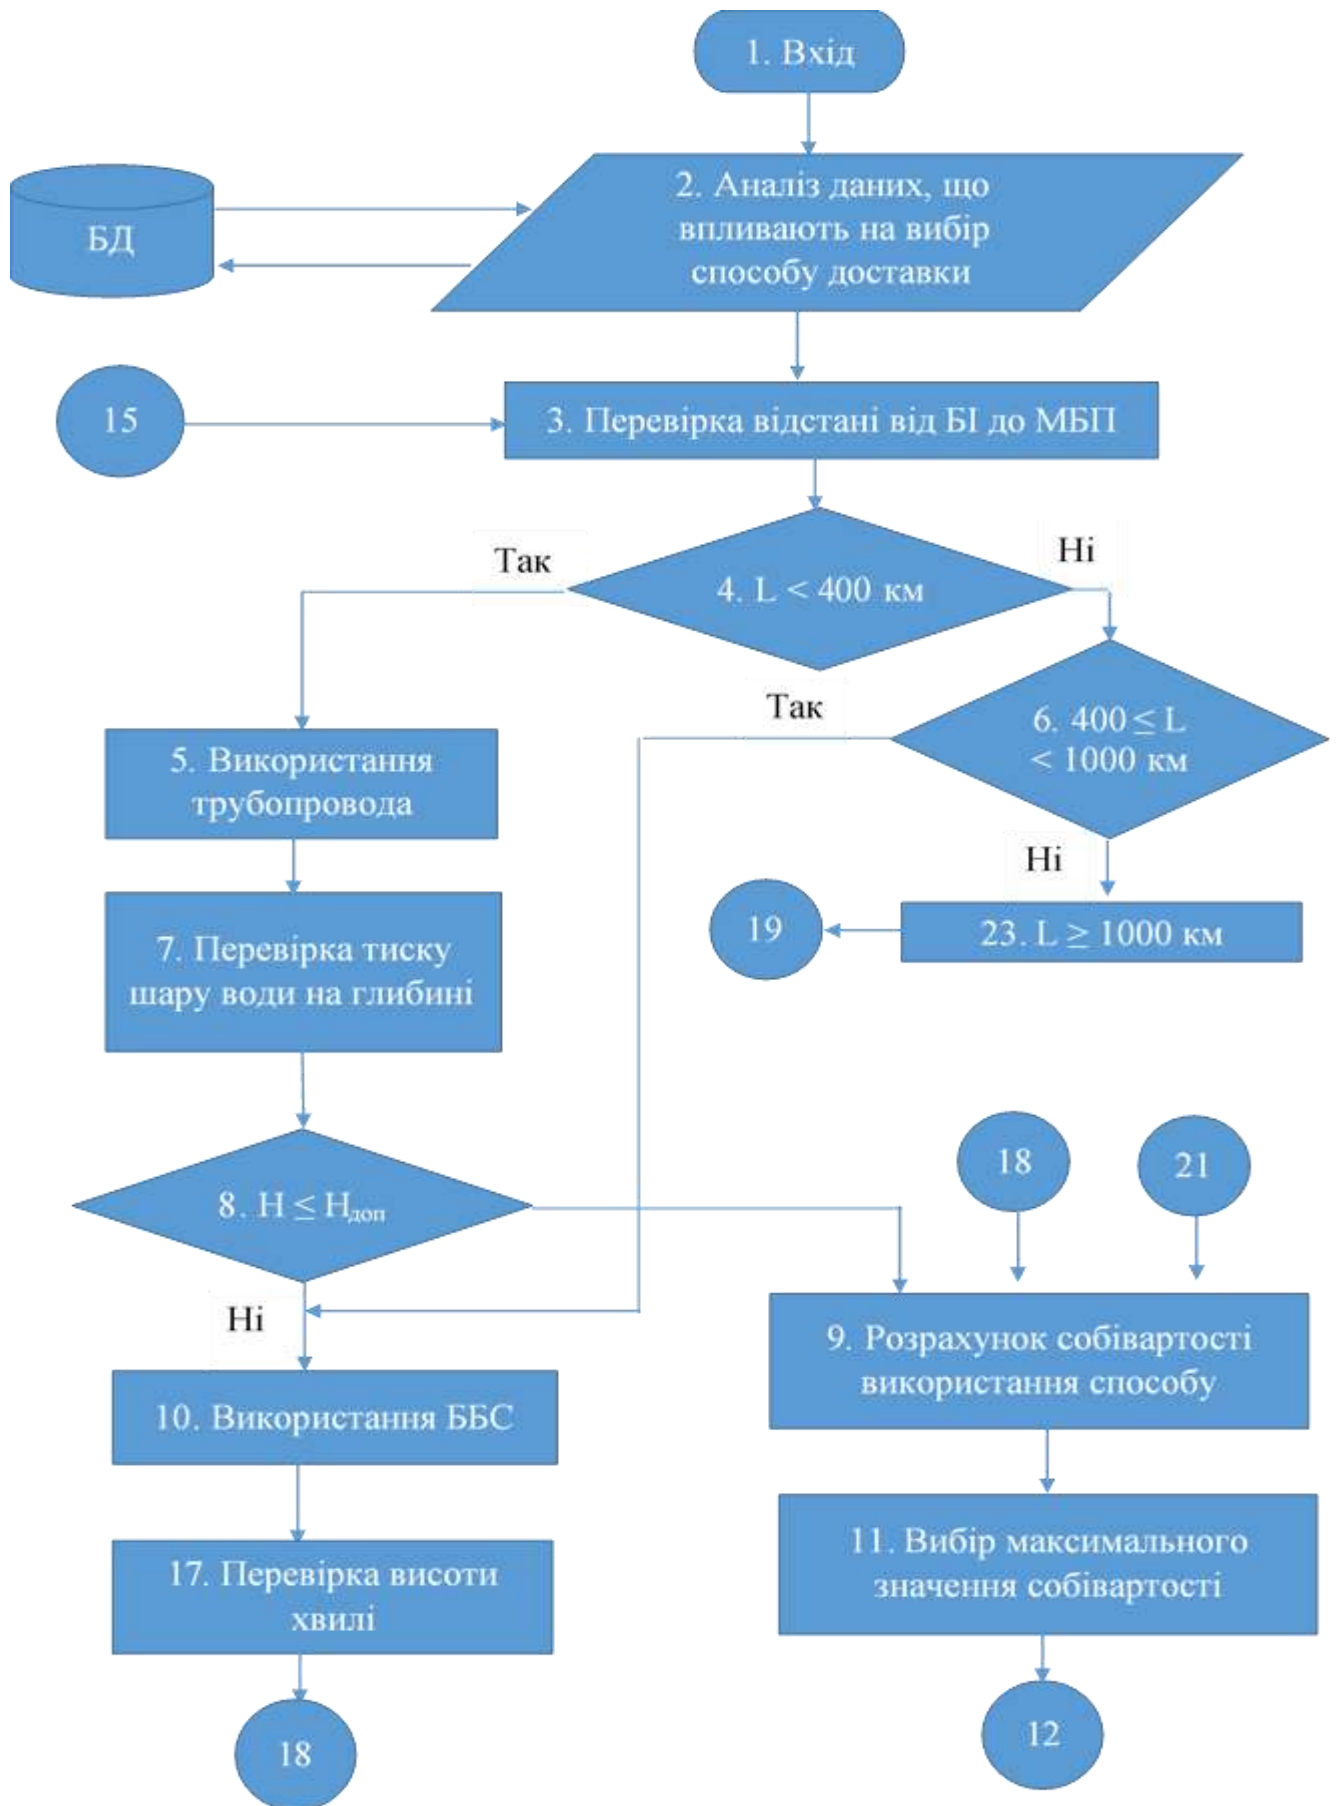 1. Вхід
2. Аналіз даних, що
впливають на вибір
способу доставки
БД
15
3. Перевірка відстані від БІ до МБП
4. L < 400 км
Так
Ні
6. 400 ≤ L
< 1000 км
Так
Ні
5. Використання
трубопровода
7. Перевірка тиску
шару води на глибині
19
23. L ≥ 1000 км
8. H ≤ Hдоп
18
21
Ні
9. Розрахунок собівартості
використання способу
10. Використання ББС
11. Вибір максимального
значення собівартості
17. Перевірка висоти
хвилі
18
12